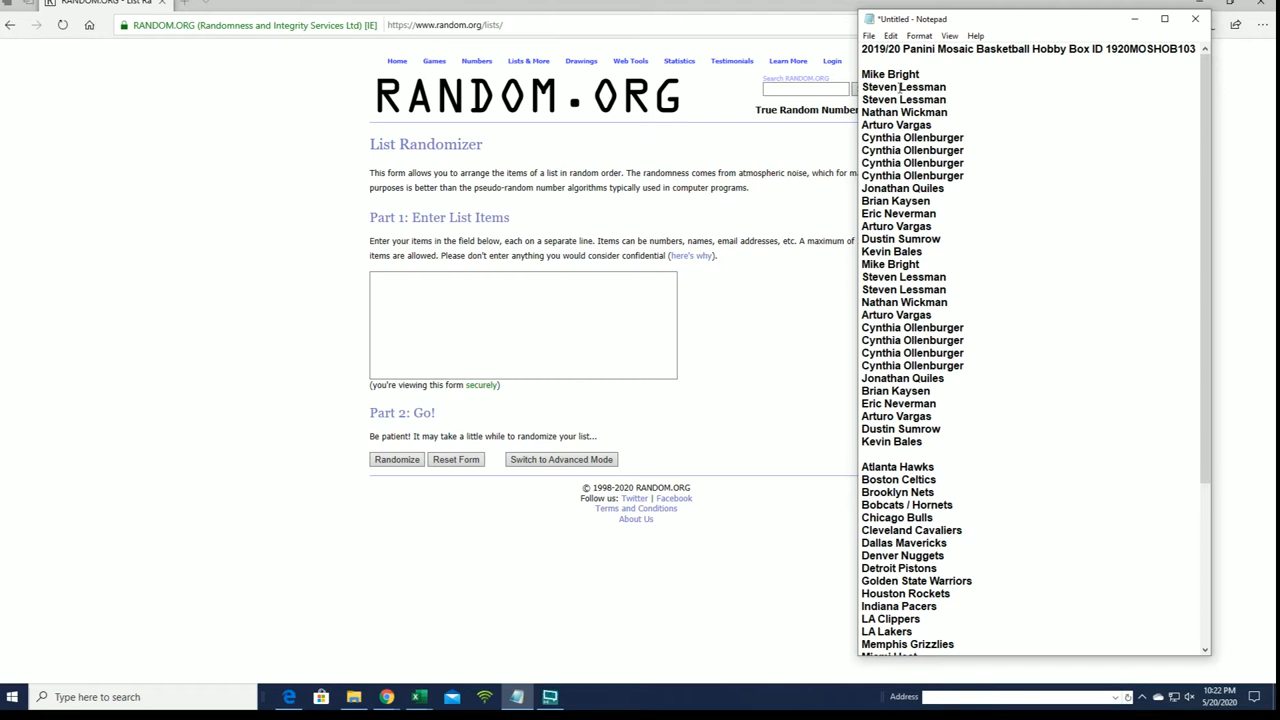 RANDOM.ORG - List Ra
RANDOM.ORG (Randomness and Integrity Services Ltd) [IE]
https://www.random.org/lists/
Home Games Numbers Lists & More Drawings Web Tools Statistics Testimonials Learn More Login
Search RANDOM.ORG
RANDOM.ORG
True Random Number
List Randomizer
This form allows you to arrange the items of a list in random order. The randomness comes from atmospheric noise, which for ma
purposes is better than the pseudo-random number algorithms typically used in computer programs.
Part 1: Enter List Items
Enter your items in the field below, each on a separate line. Items can be numbers, names, email addresses, etc. A maximum of
items are allowed. Please don't enter anything you would consider confidential (here's why).
(you're viewing this form securely)
Part 2: Go!
Be patient! It may take a little while to randomize your list...
Randomize Reset Form Switch to Advanced Mode
© 1998-2020 RANDOM.ORG
Follow us: Twitter | Facebook
Terms and Conditions
About Us
*Untitled - Notepad
File Edit Format View Help
2019/20 Panini Mosaic Basketball Hobby Box ID 1920MOSHOB103
Mike Bright
Steven Lessman
Steven Lessman
Nathan Wickman
Arturo Vargas
Cynthia Ollenburger
Cynthia Ollenburger
Cynthia Ollenburger
Cynthia Ollenburger
Jonathan Quiles
Brian Kaysen
Eric Neverman
Arturo Vargas
Dustin Sumrow
Kevin Bales
Mike Bright
Steven Lessman
Steven Lessman
Nathan Wickman
Arturo Vargas
Cynthia Ollenburger
Cynthia Ollenburger
Cynthia Ollenburger
Cynthia Ollenburger
Jonathan Quiles
Brian Kaysen
Eric Neverman
Arturo Vargas
Dustin Sumrow
Kevin Bales
Atlanta Hawks
Boston Celtics
Brooklyn Nets
Bobcats / Hornets
Chicago Bulls
Cleveland Cavaliers
Dallas Mavericks
Denver Nuggets
Detroit Pistons
Golden State Warriors
Houston Rockets
Indiana Pacers
LA Clippers
LA Lakers
Memphis Grizzlies
Miami Heat
Type here to search
Address
10:22 PM
5/20/2020